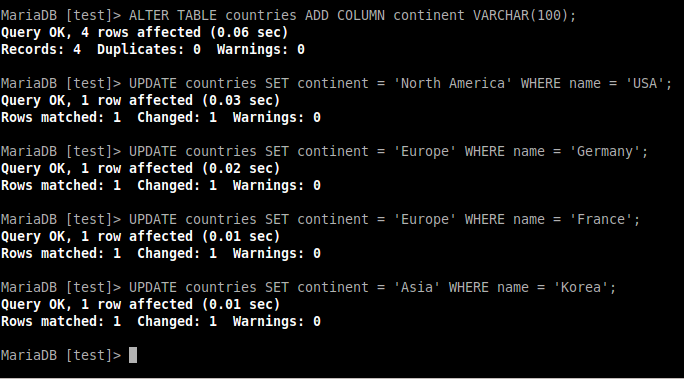 MariaDB [test]> ALTER TABLE countries ADD COLUMN continent VARCHAR(100);
Query OK, 4 rows affected (0.06 sec)
Records: 4  Duplicates: 0  Warnings: 0
MariaDB [test]> UPDATE countries SET continent = 'North America' WHERE name = 'USA';
Query OK, 1 row affected (0.03 sec)
Rows matched: 1  Changed: 1  Warnings: 0
MariaDB [test]> UPDATE countries SET continent = 'Europe' WHERE name = 'Germany';
Query OK, 1 row affected (0.02 sec)
Rows matched: 1  Changed: 1  Warnings: 0
MariaDB [test]> UPDATE countries SET continent = 'Europe' WHERE name = 'France';
Query OK, 1 row affected (0.01 sec)
Rows matched: 1  Changed: 1  Warnings: 0
MariaDB [test]> UPDATE countries SET continent = 'Asia' WHERE name = 'Korea';
Query OK, 1 row affected (0.01 sec)
Rows matched: 1  Changed: 1  Warnings: 0
MariaDB [test]>